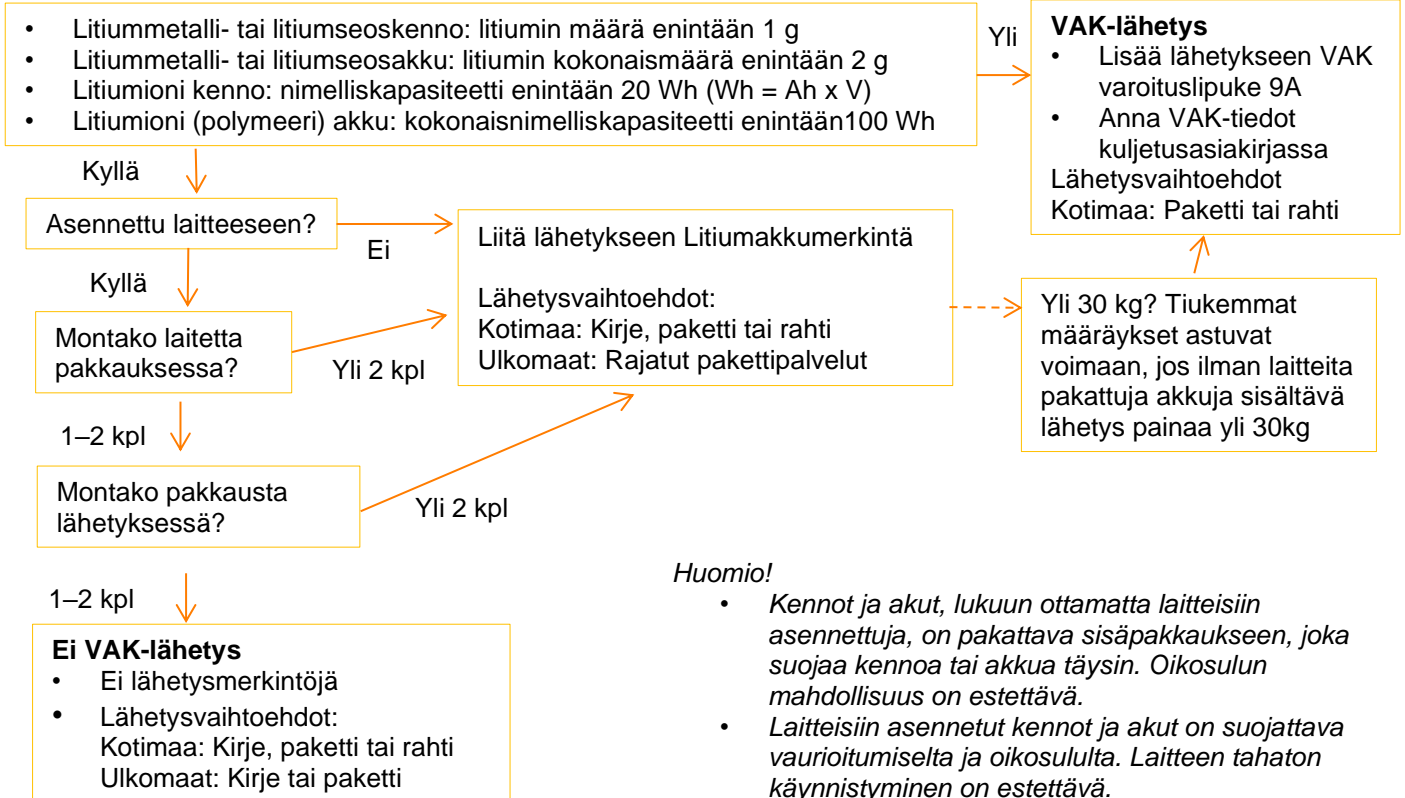 • Litiummetalli- tai litiumseoskenno: litiumin määrä enintään 1 g
• Litiummetalli- tai litiumseosakku: litiumin kokonaismäärä enintään 2 g
• Litiumioni kenno: nimelliskapasiteetti enintään 20 Wh (Wh = Ah x V)
• Litiumioni (polymeeri) akku: kokonaisnimelliskapasiteetti enintään100 Wh
Yli
VAK-lähetys
• Lisää lähetykseen VAK
varoituslipuke 9A
• Anna VAK-tiedot
kuljetusasiakirjassa
Lähetysvaihtoehdot
Kotimaa: Paketti tai rahti
Kyllä
Asennettu laitteeseen?
Ei
Liitä lähetykseen Litiumakkumerkintä
Lähetysvaihtoehdot:
Kotimaa: Kirje, paketti tai rahti
Ulkomaat: Rajatut pakettipalvelut
Yli 30 kg? Tiukemmat
määräykset astuvat
voimaan, jos ilman laitteita
pakattuja akkuja sisältävä
lähetys painaa yli 30kg
Kyllä
Montako laitetta
pakkauksessa?
Yli 2 kpl
1–2 kpl
Montako pakkausta
lähetyksessä?
Yli 2 kpl
1–2 kpl
Ei VAK-lähetys
• Ei lähetysmerkintöjä
• Lähetysvaihtoehdot:
Kotimaa: Kirje, paketti tai rahti
Ulkomaat: Kirje tai paketti
Huomio!
• Kennot ja akut, lukuun ottamatta laitteisiin
asennettuja, on pakattava sisäpakkaukseen, joka
suojaa kennoa tai akkua täysin. Oikosulun
mahdollisuus on estettävä.
• Laitteisiin asennetut kennot ja akut on suojattava
vaurioitumiselta ja oikosululta. Laitteen tahaton
käynnistyminen on estettävä.